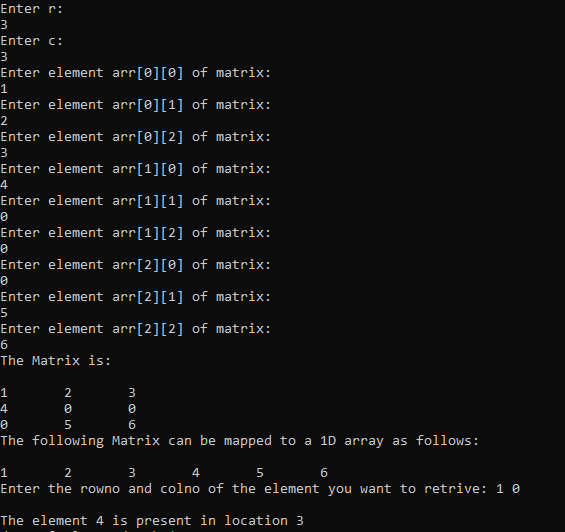 Enter r:
3
Enter c:
3
Enter element arr[0][0] of matrix:
1
Enter element arr[0][1] of matrix:
2
Enter element arr[0][2] of matrix:
3
Enter element arr[1][0] of matrix:
4
Enter element arr[1][1] of matrix:
0
Enter element arr[1][2] of matrix:
0
Enter element arr[2][0] of matrix:
0
Enter element arr[2][1] of matrix:
5
Enter element arr[2][2] of matrix:
6
The Matrix is:
1 2 3
4 0 0
0 5 6
The following Matrix can be mapped to a 1D array as follows:
1 2 3 4 5 6
Enter the rowno and colno of the element you want to retrive: 1 0
The element 4 is present in location 3